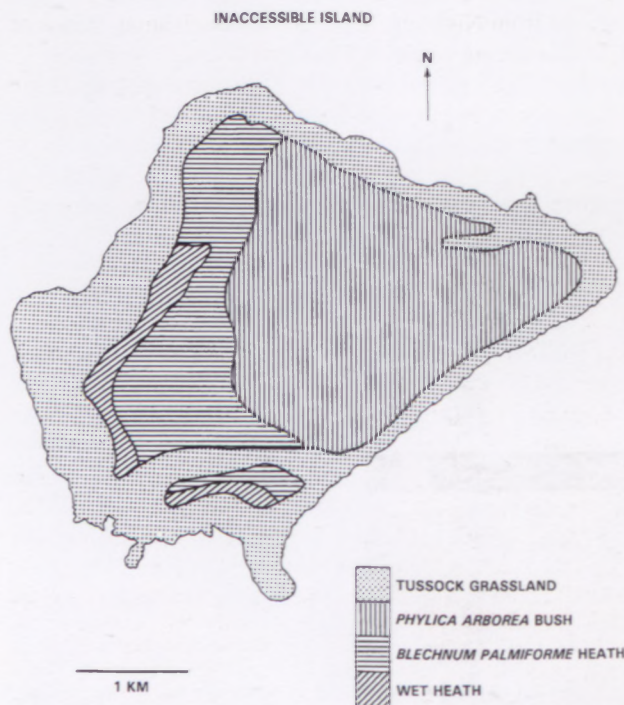 INACCESSIBLE ISLAND
N
TUSSOCK GRASSLAND
PHYLICA ARBOREA BUSH
BLECHNUM PALMIFORME HEATH
WET HEATH
1 KM